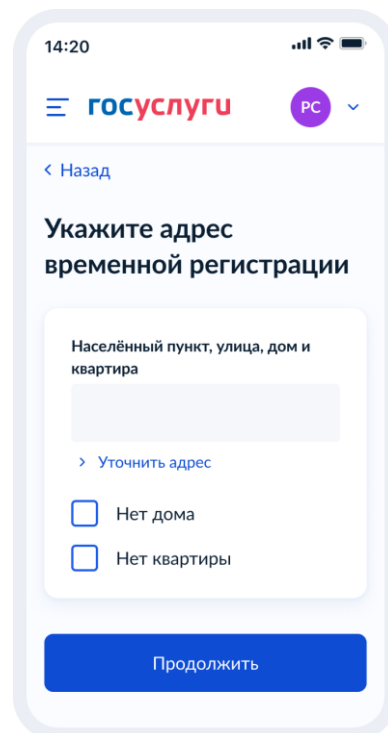 14:20
госуслуги
РС
Назад
Укажите адрес
временной регистрации
Населённый пункт, улица, дом и
квартира
Уточнить адрес
Нет дома
Нет квартиры
Продолжить